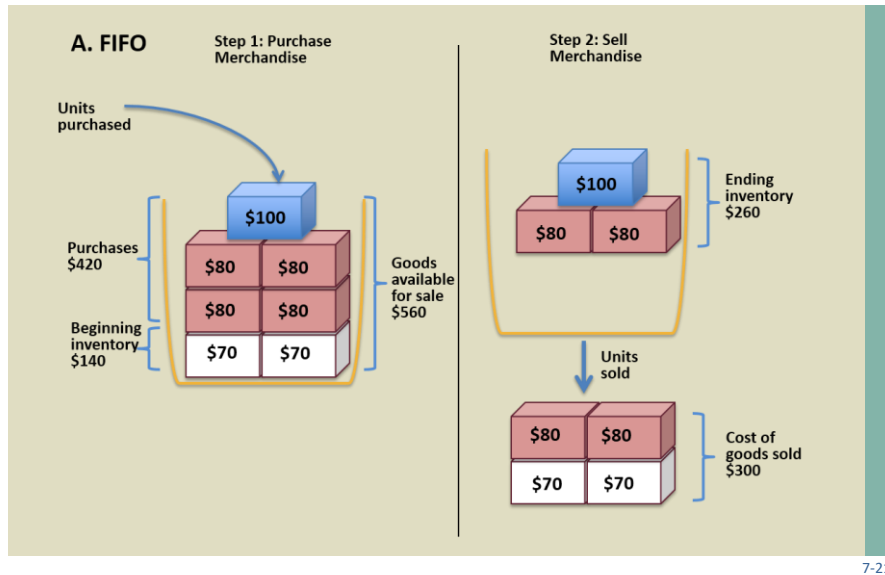 A. FIFO
Step 1: Purchase
Merchandise
Units
purchased
$100
Purchases
$420
$80
$80
$80
$80
Beginning
inventory
$140
$70
$70
Goods
available
for sale
$560
Step 2: Sell
Merchandise
$100
$80
$80
Ending
inventory
$260
Units
sold
$80
$80
$70
$70
Cost of
goods sold
$300